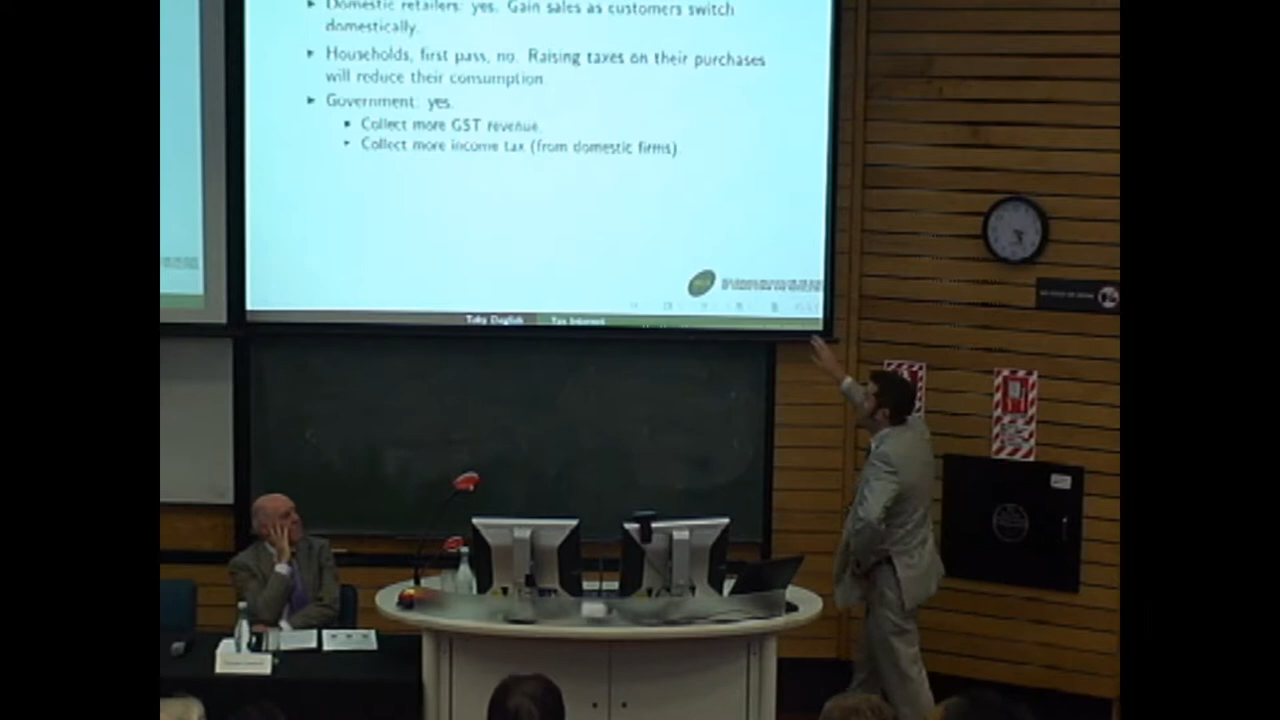 ▸ Domestic retailers: yes. Gain sales as customers switch
domestically.
▸ Households, first pass, no. Raising taxes on their purchases
will reduce their consumption.
▸ Government: yes.
▪ Collect more GST revenue.
▪ Collect more income tax (from domestic firms).
Toby Daglish Tax Internet